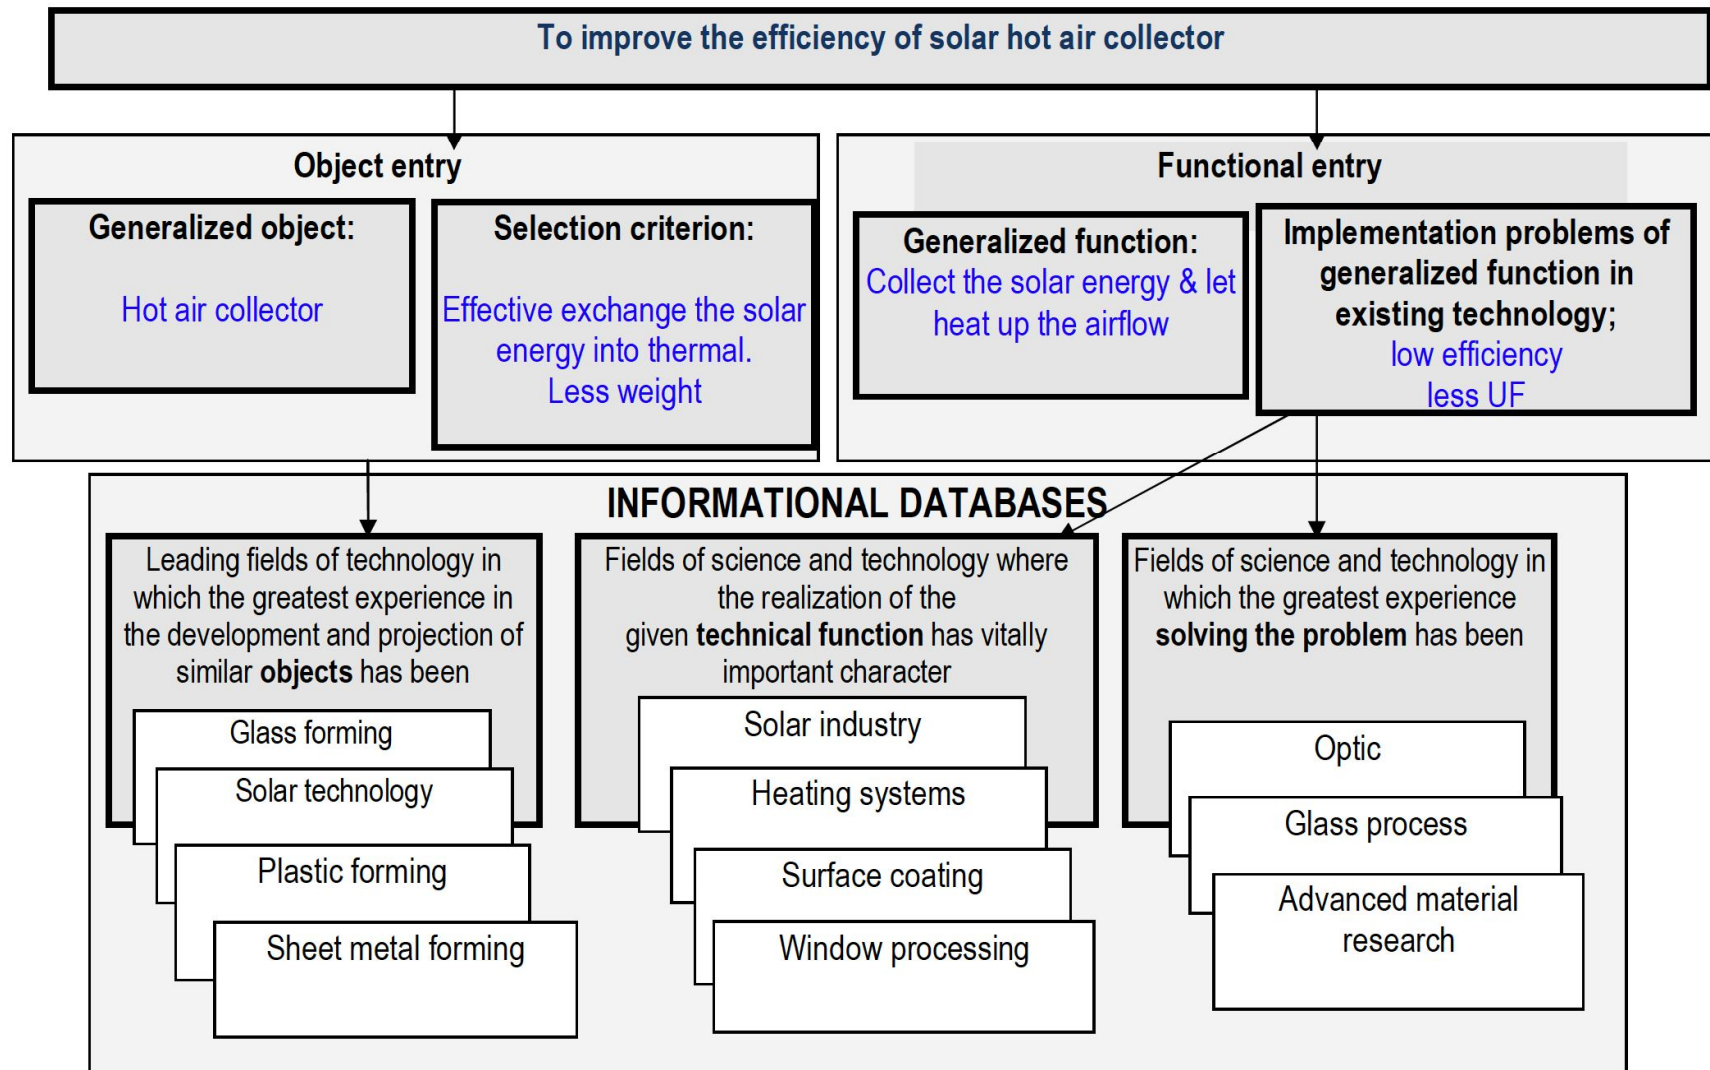 To improve the efficiency of solar hot air collector
Object entry
Generalized object:
Hot air collector
Selection criterion:
Effective exchange the solar
energy into thermal.
Less weight
Functional entry
Generalized function:
Collect the solar energy & let
heat up the airflow
Implementation problems of
generalized function in
existing technology;
low efficiency
less UF
INFORMATIONAL DATABASES
Leading fields of technology in
which the greatest experience in
the development and projection of
similar objects has been
Glass forming
Solar technology
Plastic forming
Sheet metal forming
Fields of science and technology where
the realization of the
given technical function has vitally
important character
Solar industry
Heating systems
Surface coating
Window processing
Fields of science and technology in
which the greatest experience
solving the problem has been
Optic
Glass process
Advanced material
research